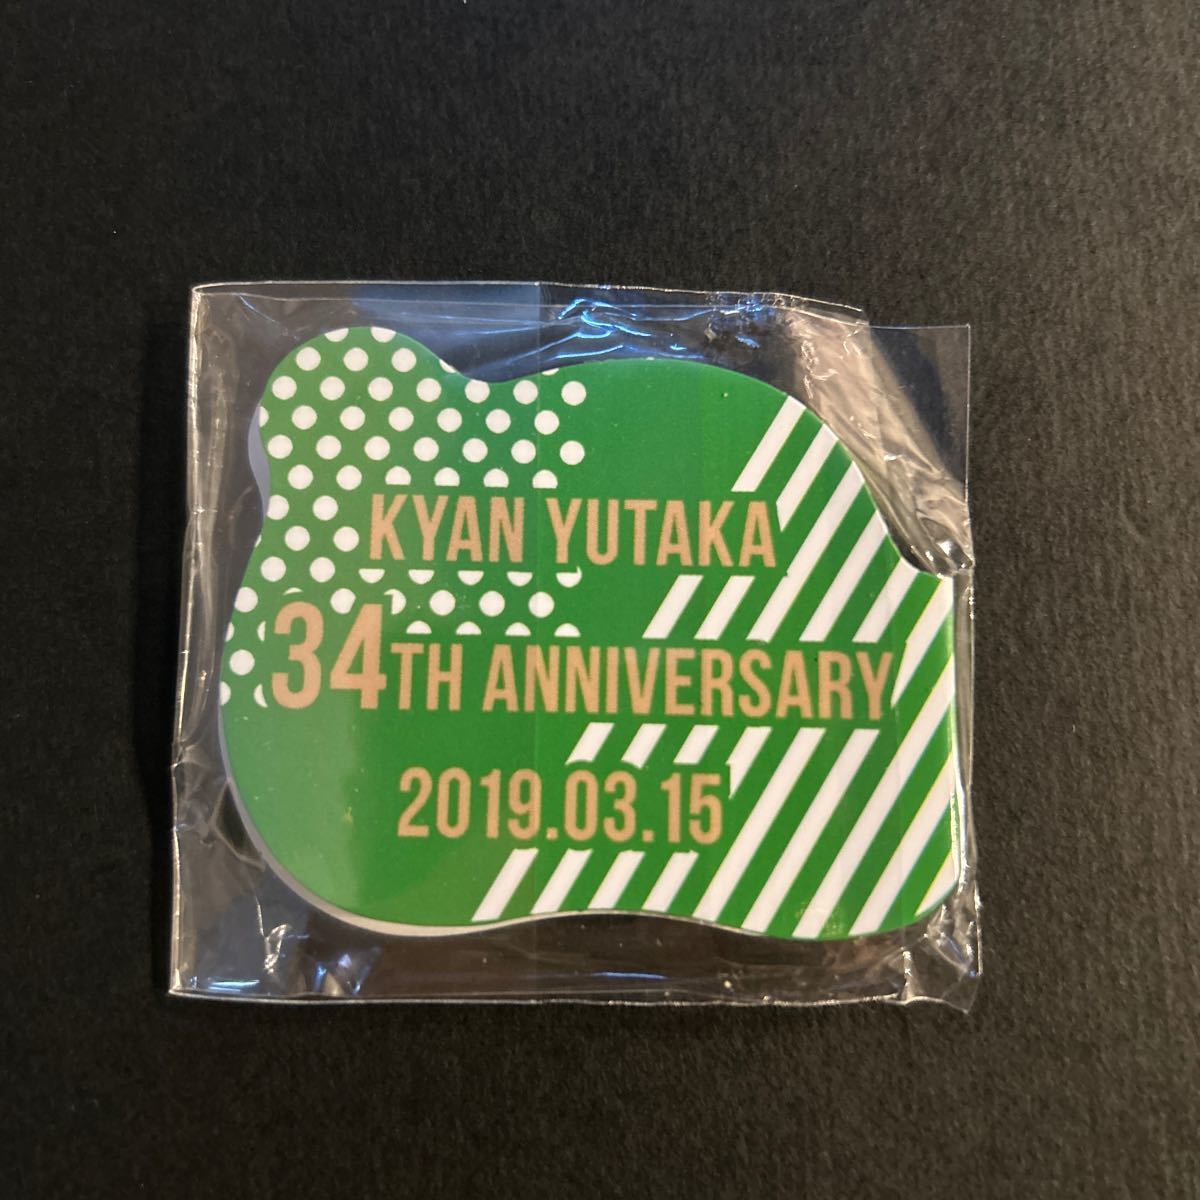 KYAN YUTAKA
34TH ANNIVERSARY
2019.03.15